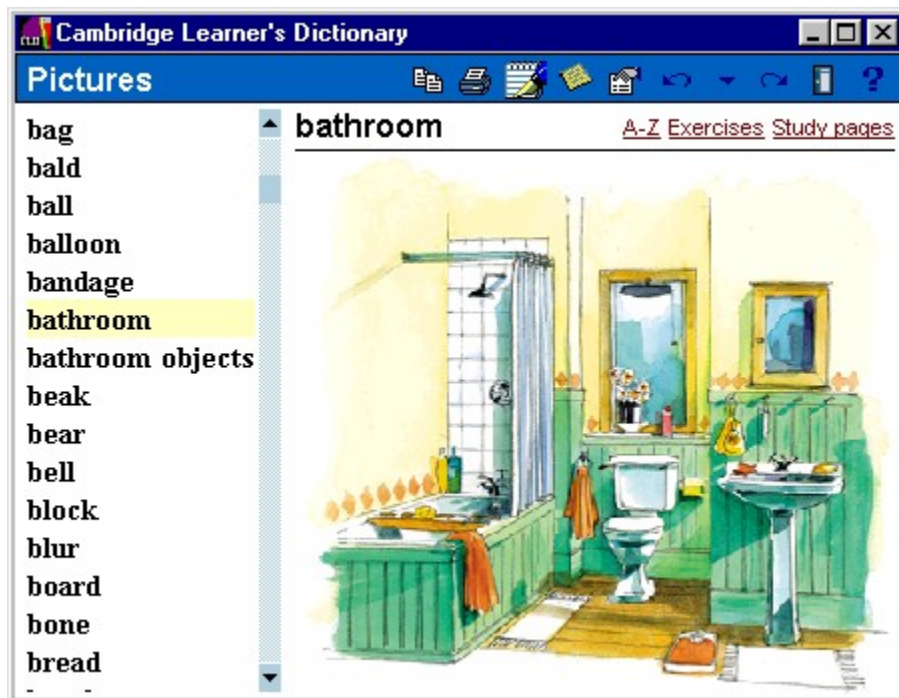 Cambridge Learner's Dictionary
Pictures
bag
bald
ball
balloon
bandage
bathroom
bathroom objects
beak
bear
bell
block
blur
board
bone
bread
bathroom
A-Z Exercises Study pages